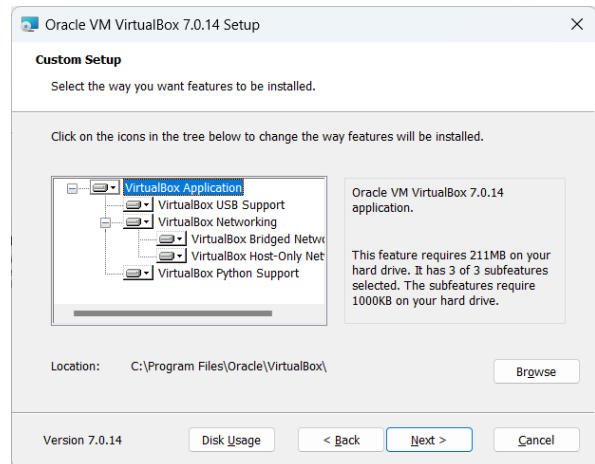 Oracle VM VirtualBox 7.0.14 Setup
Custom Setup
Select the way you want features to be installed.
Click on the icons in the tree below to change the way features will be installed.
VirtualBox Application
VirtualBox USB Support
VirtualBox Networking
VirtualBox Bridged Netwo
VirtualBox Host-Only Net
VirtualBox Python Support
Oracle VM VirtualBox 7.0.14
application.
This feature requires 211MB on your
hard drive. It has 3 of 3 subfeatures
selected. The subfeatures require
1000KB on your hard drive.
Location: C:\Program Files\Oracle\VirtualBox\
Browse
Version 7.0.14
Disk Usage
< Back
Next >
Cancel